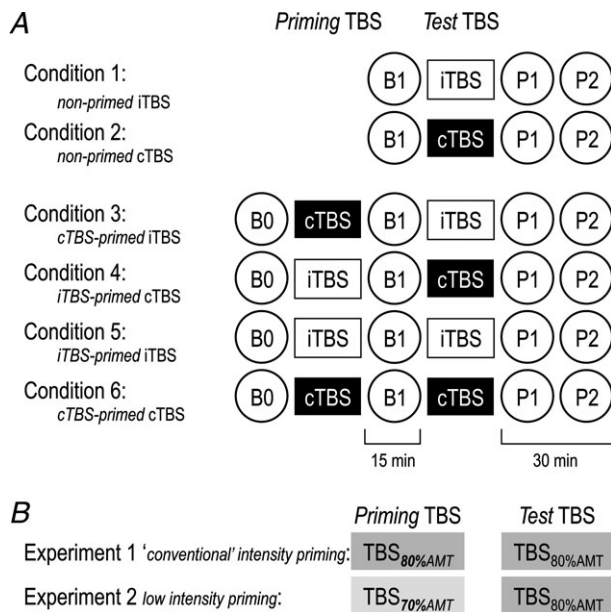 A
Priming TBS Test TBS
Condition 1:
non-primed iTBS
B1 iTBS P1 P2
Condition 2:
non-primed cTBS
B1 cTBS P1 P2
Condition 3:
cTBS-primed iTBS
B0 cTBS B1 iTBS P1 P2
Condition 4:
iTBS-primed cTBS
B0 iTBS B1 cTBS P1 P2
Condition 5:
iTBS-primed iTBS
B0 iTBS B1 iTBS P1 P2
Condition 6:
cTBS-primed cTBS
B0 cTBS B1 cTBS P1 P2
15 min 30 min
B
Priming TBS Test TBS
Experiment 1 'conventional' intensity priming: TBS80%AMT TBS80%AMT
Experiment 2 low intensity priming: TBS70%AMT TBS80%AMT